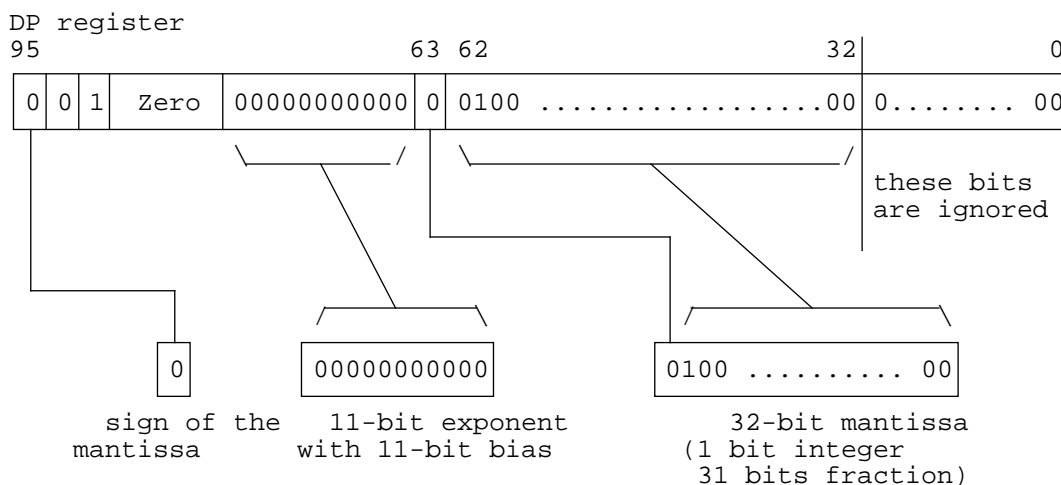 DP register
95 63 62 32 0
0 0 1 Zero 00000000000 0 0100 ..................00 0........ 00
these bits
are ignored
0 00000000000 0100 .......... 00
sign of the 11-bit exponent 32-bit mantissa
mantissa with 11-bit bias (1 bit integer
31 bits fraction)